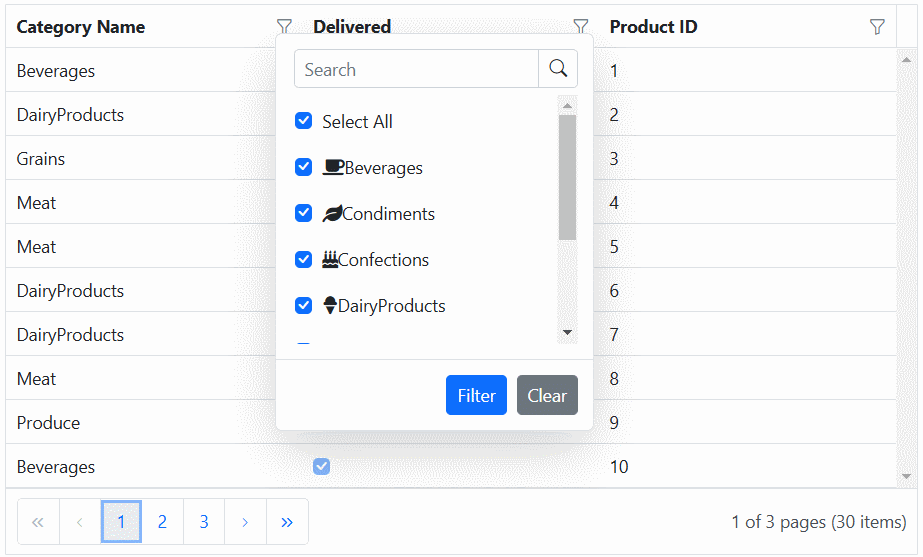 Category Name Delivered Product ID
Search
Beverages 1
Select All
DairyProducts 2
Beverages
Grains 3
Condiments
Meat 4
Meat 5
Confections
DairyProducts 6
DairyProducts
DairyProducts 7
Meat 8
Filter Clear
Produce 9
Beverages 10
« ‹ 1 2 3 › » 1 of 3 pages (30 items)